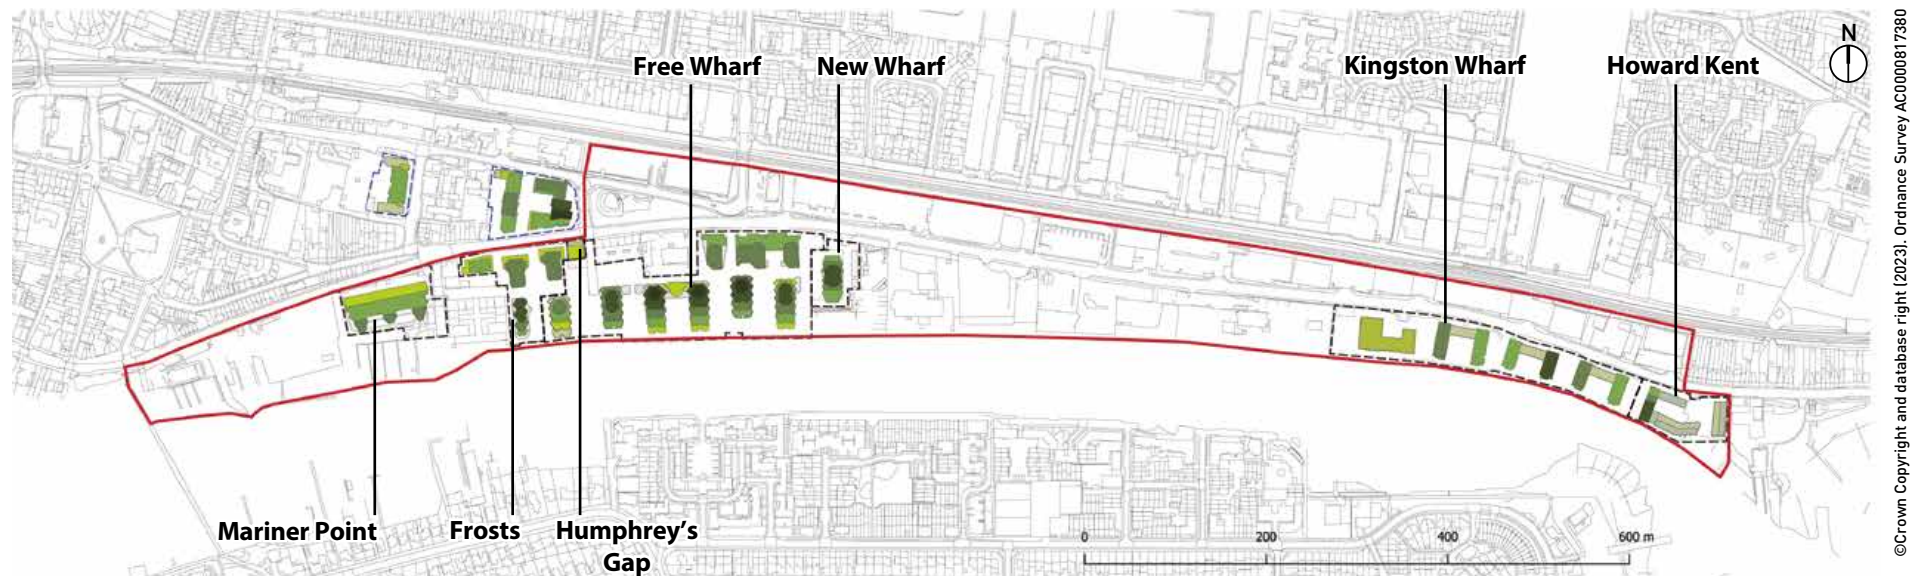 N
Free Wharf
New Wharf
Kingston Wharf
Howard Kent
Mariner Point
Frosts
Humphrey’s
Gap
0
200
400
600 m
©Crown Copyright and database right (2023). Ordnance Survey AC0000817380